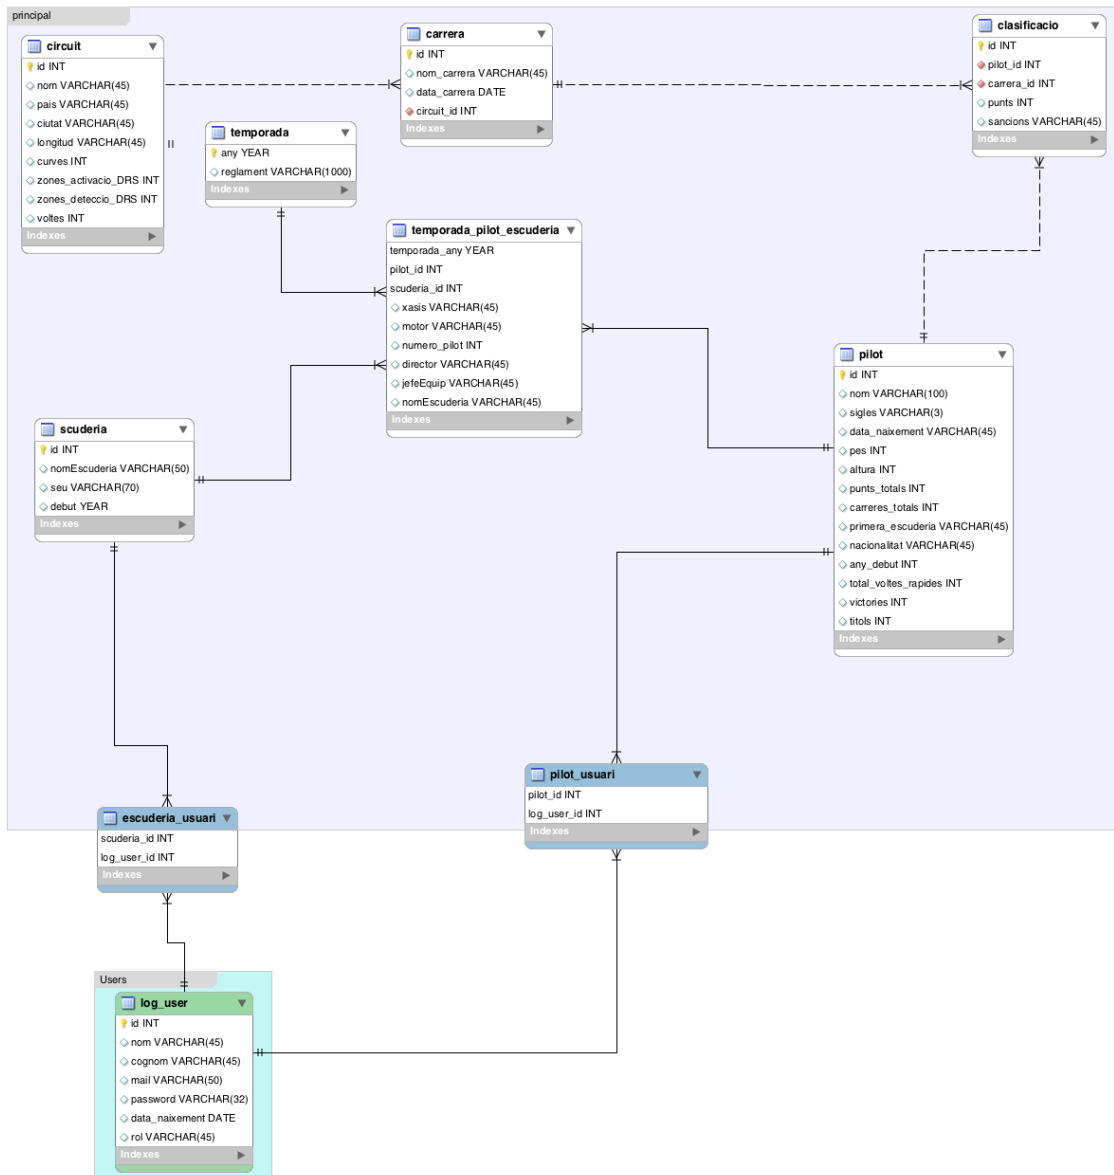 principal
circuit
id INT
nom VARCHAR(45)
pais VARCHAR(45)
ciutat VARCHAR(45)
longitud VARCHAR(45)
curves INT
zones_activacio_DRS INT
zones_deteccio_DRS INT
voltes INT
Indexes
carrera
id INT
nom_carrera VARCHAR(45)
data_carrera DATE
circuit_id INT
Indexes
clasificacio
id INT
pilot_id INT
carrera_id INT
punts INT
sancions VARCHAR(45)
Indexes
temporada
any YEAR
reglament VARCHAR(1000)
Indexes
temporada_pilot_escuderia
temporada_any YEAR
pilot_id INT
scuderia_id INT
xasis VARCHAR(45)
motor VARCHAR(45)
numero_pilot INT
director VARCHAR(45)
jefeEquip VARCHAR(45)
nomEscuderia VARCHAR(45)
Indexes
pilot
id INT
nom VARCHAR(100)
sigles VARCHAR(3)
data_naixement VARCHAR(45)
pes INT
altura INT
punts_totals INT
carreres_totals INT
primera_escuderia VARCHAR(45)
nacionalitat VARCHAR(45)
any_debut INT
total_voltes_rapides INT
victories INT
titols INT
Indexes
scuderia
id INT
nomEscuderia VARCHAR(50)
seu VARCHAR(70)
debut YEAR
Indexes
pilot_usuari
pilot_id INT
log_user_id INT
Indexes
escuderia_usuari
scuderia_id INT
log_user_id INT
Indexes
Users
log_user
id INT
nom VARCHAR(45)
cognom VARCHAR(45)
mail VARCHAR(50)
password VARCHAR(32)
data_naixement DATE
rol VARCHAR(45)
Indexes